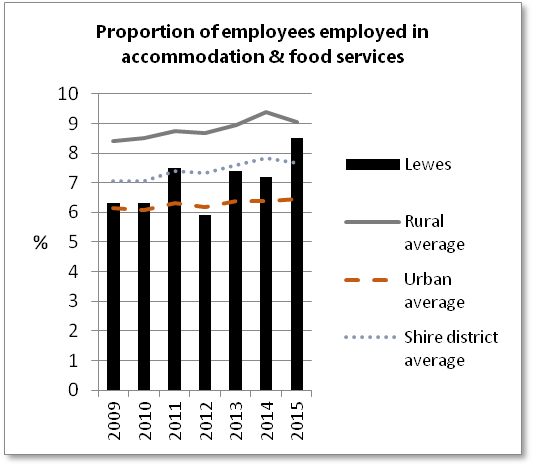 Proportion of employees employed in
accommodation & food services
10
9
8
7
6
5
4
3
2
1
0
%
2009
2010
2011
2012
2013
2014
2015
Lewes
Rural
average
Urban
average
Shire district
average